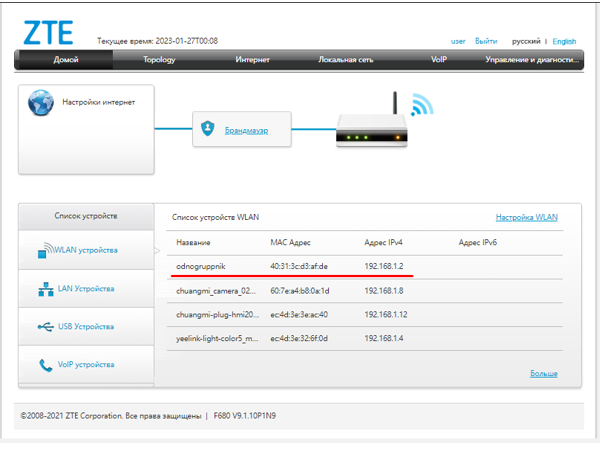 ZTE
Текущее время: 2023-01-27T00:08
user Выйти русский | English
Домой Topology Интернет Локальная сеть VoIP Управление и диагности...
Настройки интернет
Брандмауэр
Список устройств
WLAN устройства
LAN Устройства
USB Устройства
VoIP устройства
Список устройств WLAN Настройка WLAN
Название MAC Адрес Адрес IPv4 Адрес IPv6
odnogruppnik 40:31:3c:d3:af:de 192.168.1.2
chuangmi_camera_02... 60:7e:a4:b8:0a:1d 192.168.1.8
chuangmi-plug-hmi20... ec:4d:3e:3e:ac:40 192.168.1.12
yeelink-light-color5_m... ec:4d:3e:32:6f:0d 192.168.1.4
Больше
©2008-2021 ZTE Corporation. Все права защищены | F680 V9.1.10P1N9